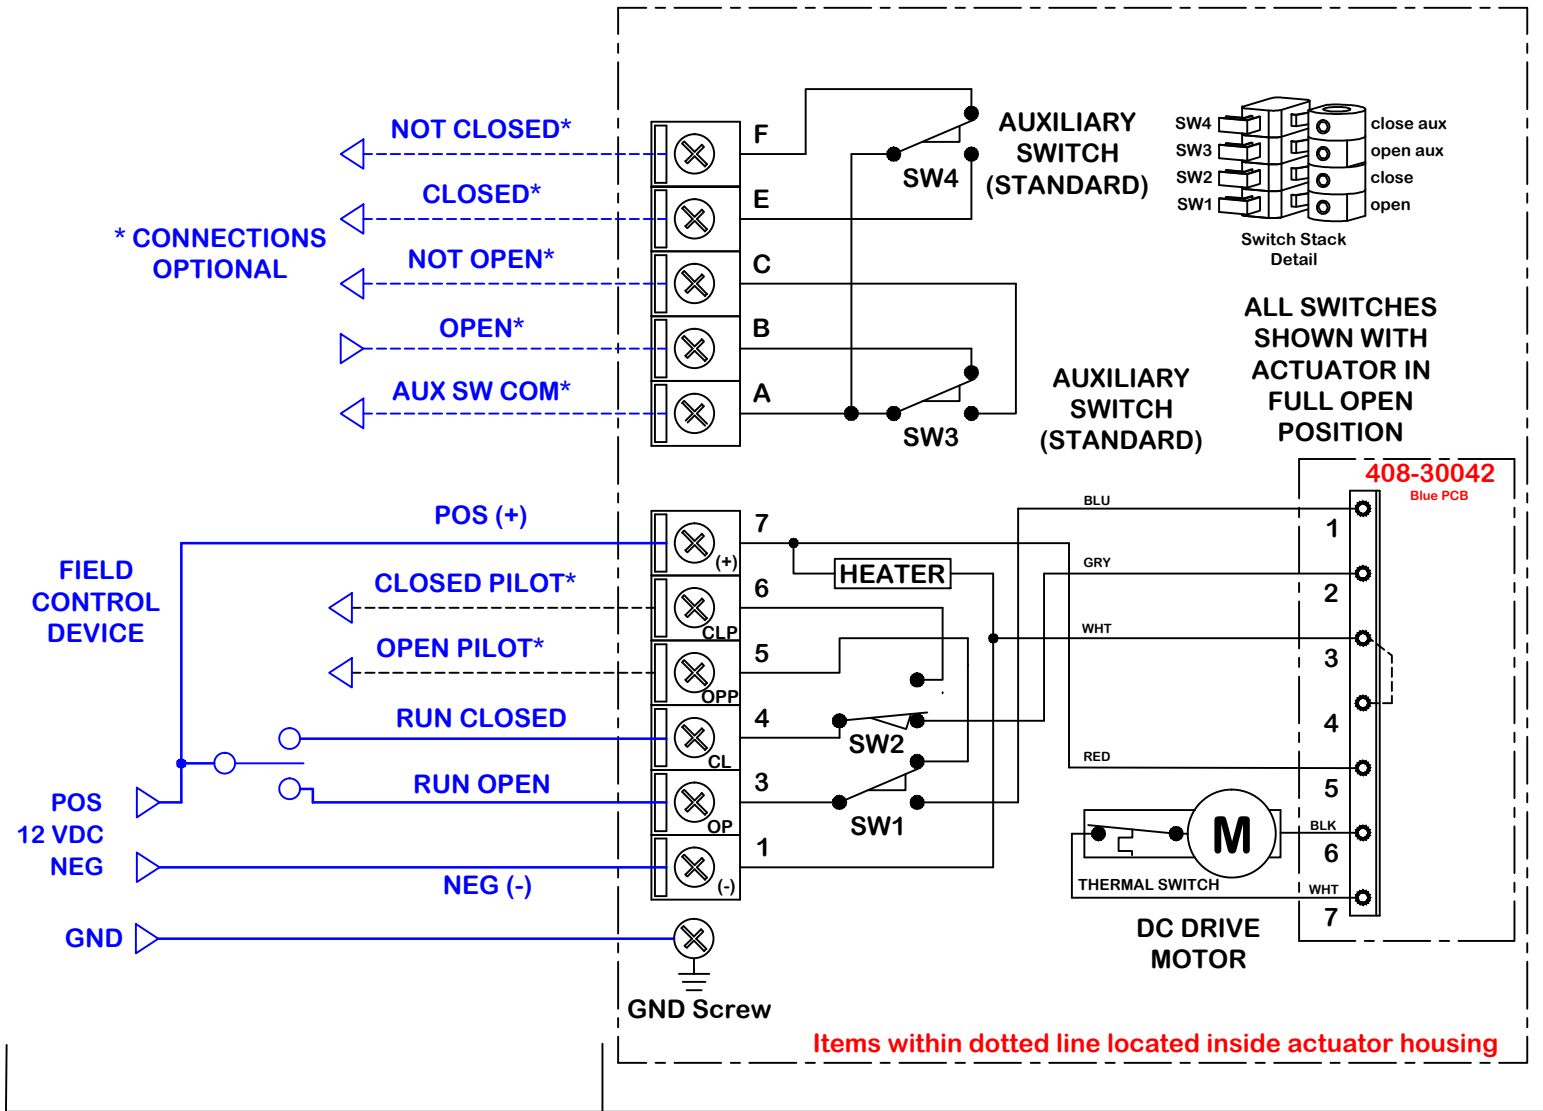 NOT CLOSED*
CLOSED*
* CONNECTIONS
OPTIONAL
NOT OPEN*
OPEN*
AUX SW COM*
F
E
C
B
A
SW4
AUXILIARY
SWITCH
(STANDARD)
SW3
AUXILIARY
SWITCH
(STANDARD)
SW4
SW3
SW2
SW1
close aux
open aux
close
open
Switch Stack
Detail
ALL SWITCHES
SHOWN WITH
ACTUATOR IN
FULL OPEN
POSITION
408-30042
Blue PCB
POS (+)
FIELD
CONTROL
DEVICE
CLOSED PILOT*
OPEN PILOT*
RUN CLOSED
RUN OPEN
POS
12 VDC
NEG
NEG (-)
GND
7
(+)
6
CLP
5
OPP
4
CL
3
OP
1
(-)
GND Screw
HEATER
SW2
SW1
BLU
GRY
WHT
RED
BLK
WHT
1
2
3
4
5
6
7
M
THERMAL SWITCH
DC DRIVE
MOTOR
Items within dotted line located inside actuator housing